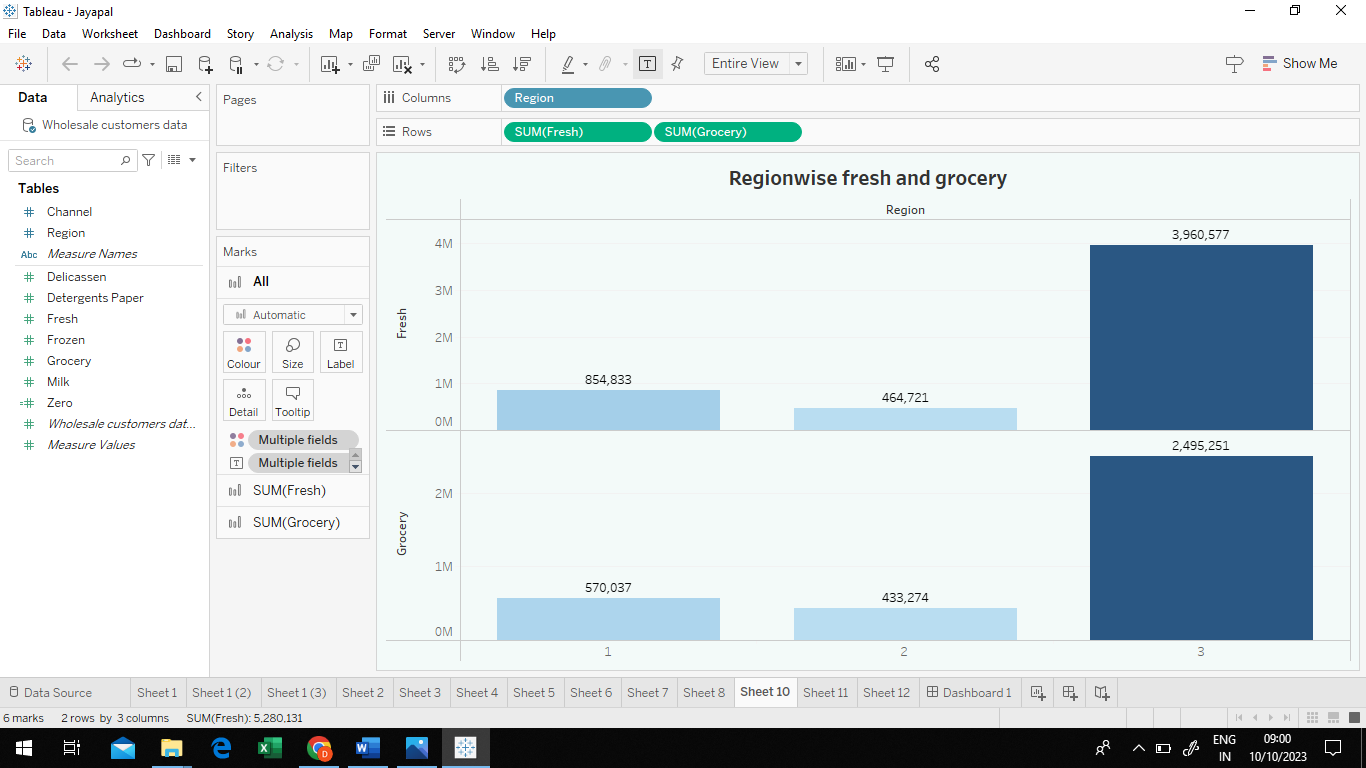 Tableau - Jayapal
File Data Worksheet Dashboard Story Analysis Map Format Server Window Help
Entire View
Show Me
Data Analytics
Wholesale customers data
Search
Tables
Channel
Region
Abc Measure Names
Delicassen
Detergents Paper
Fresh
Frozen
Grocery
Milk
Zero
Wholesale customers dat...
Measure Values
Pages
Filters
Marks
All
Automatic
Colour Size Label
Detail Tooltip
Multiple fields
Multiple fields
SUM(Fresh)
SUM(Grocery)
Columns Region
Rows SUM(Fresh) SUM(Grocery)
Regionwise fresh and grocery
Region
Fresh
4M
3M
2M
1M
0M
854,833
464,721
3,960,577
Grocery
2M
1M
0M
570,037
433,274
2,495,251
1 2 3
Data Source Sheet 1 Sheet 1 (2) Sheet 1 (3) Sheet 2 Sheet 3 Sheet 4 Sheet 5 Sheet 6 Sheet 7 Sheet 8 Sheet 10 Sheet 11 Sheet 12 Dashboard 1
6 marks 2 rows by 3 columns SUM(Fresh): 5,280,131
ENG
IN
09:00
10/10/2023